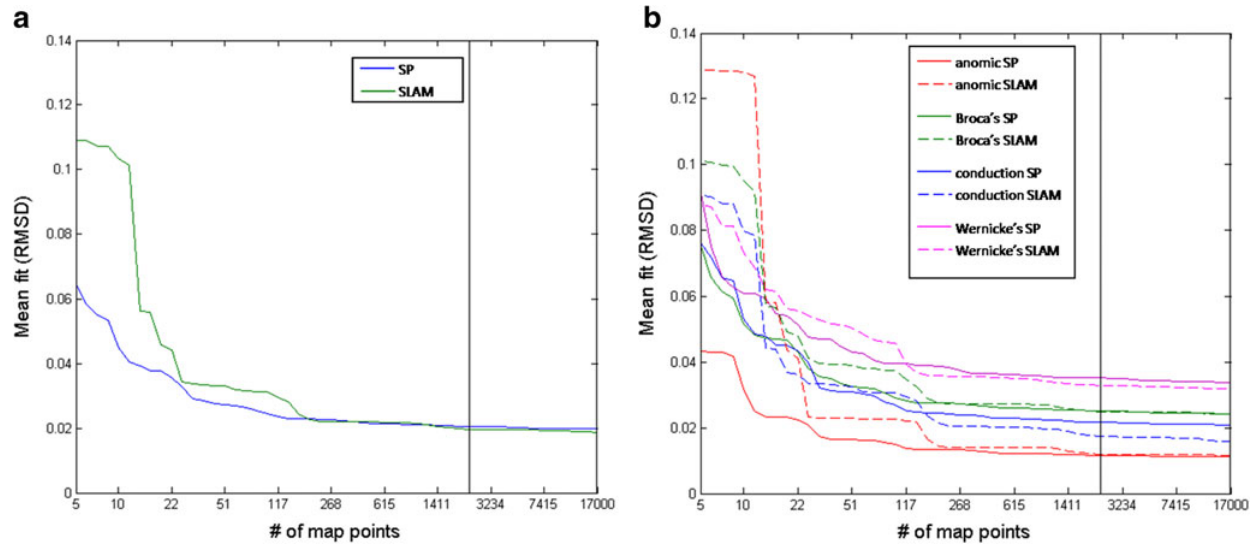 a
Mean fit (RMSD)
0.14
0.12
0.1
0.08
0.06
0.04
0.02
0
5 10 22 51 117 268 615 1411 3234 7415 17000
# of map points
SP
SLAM
b
Mean fit (RMSD)
0.14
0.12
0.1
0.08
0.06
0.04
0.02
0
5 10 22 51 117 268 615 1411 3234 7415 17000
# of map points
anomic SP
anomic SLAM
Broca's SP
Broca's SLAM
conduction SP
conduction SLAM
Wernicke's SP
Wernicke's SLAM